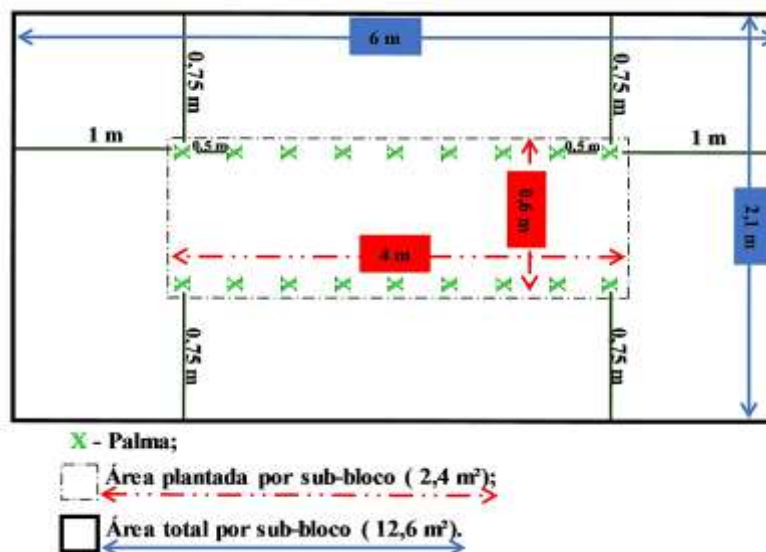 6 m
0,75 m
0,75 m
1 m
1 m
0,5 m
0,5 m
0,6 m
2,1 m
4 m
0,75 m
0,75 m
X - Palma;
Área plantada por sub-bloco ( 2,4 m²);
Área total por sub-bloco ( 12,6 m²).